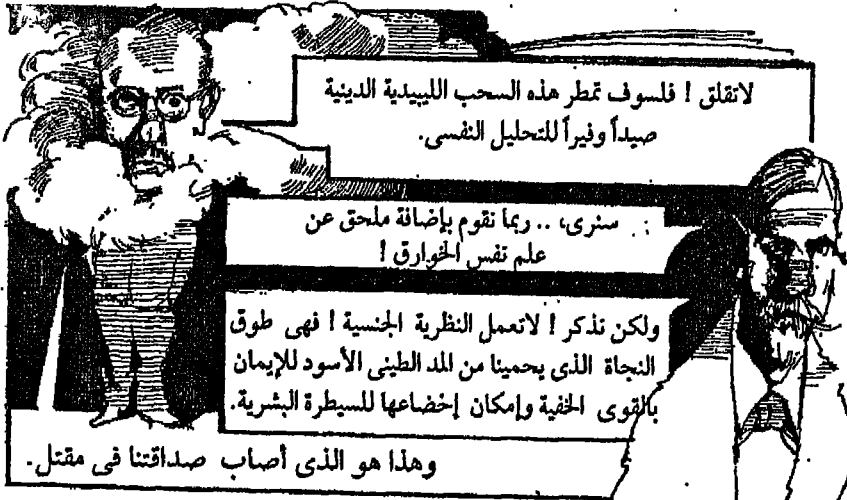 لاتقلق ! فلسوف تمطر هذه السحب الليبيدية الدينية
صيداً وفيراً للتحليل النفسى.
سنرى، .. ربما نقوم بإضافة ملحق عن
علم نفس الخوارق !
ولكن تذكر ! لاتعمل النظرية الجنسية ! فهى طوق
النجاة الذى يحمينا من المد الطينى الأسود للإيمان
بالقوى الخفية وإمكان إخضاعها للسيطرة البشرية.
وهذا هو الذى أصاب صداقتنا فى مقتل.